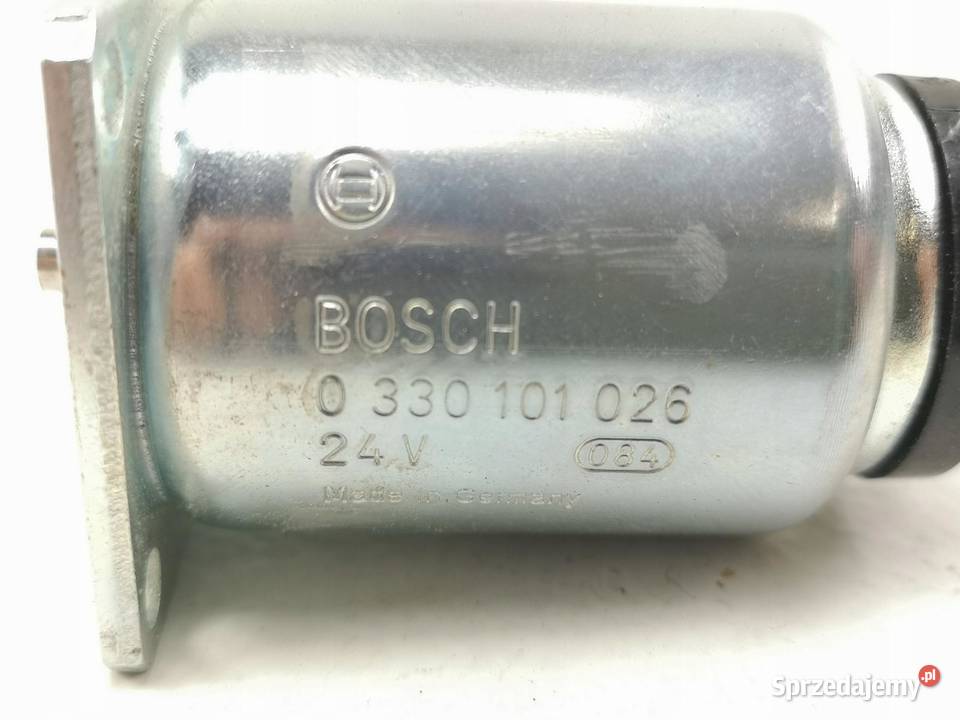 BOSCH
0 330 101 026
24 V 084
Made in Germany
Sprzedajemy.pl